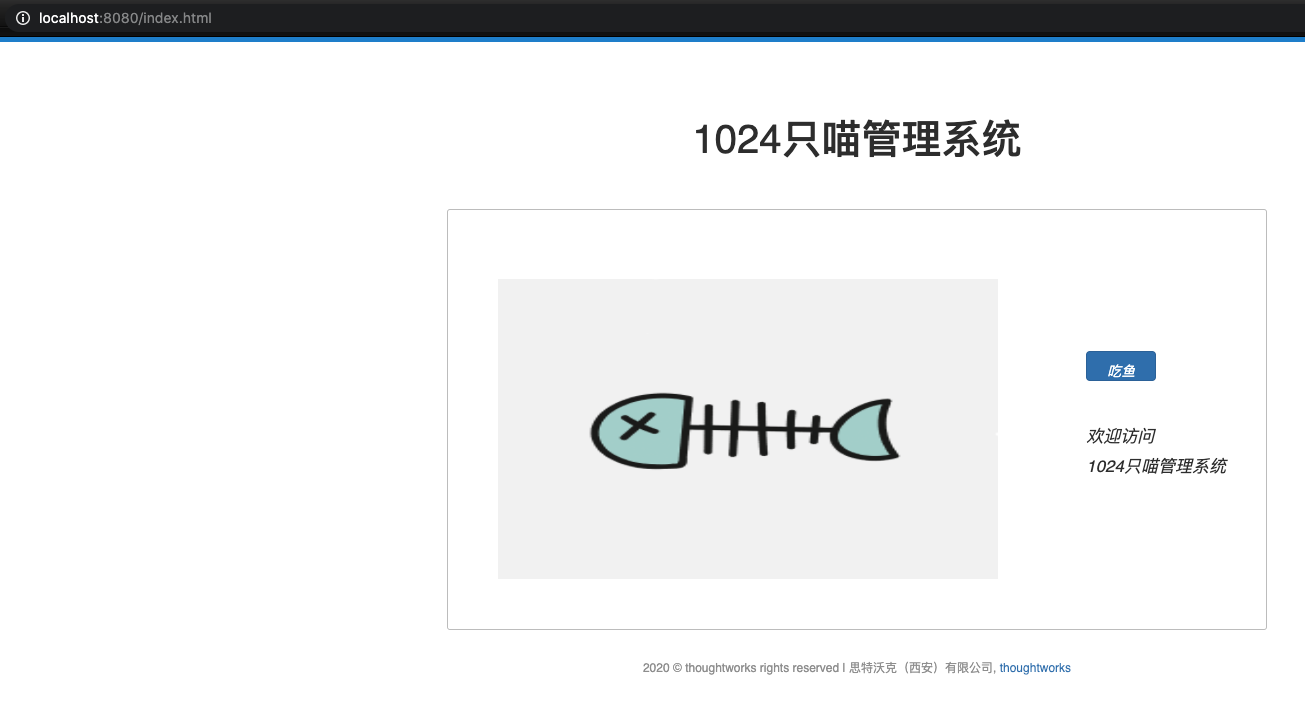 localhost:8080/index.html
1024只喵管理系统
吃鱼
欢迎访问
1024只喵管理系统
2020 © thoughtworks rights reserved I 思特沃克（西安）有限公司, thoughtworks